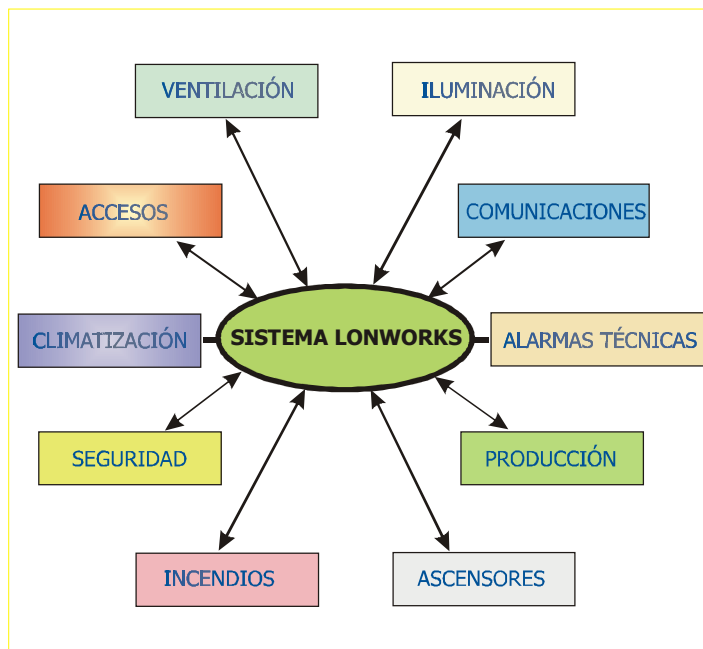 VENTILACIÓN
ILUMINACIÓN
ACCESOS
COMUNICACIONES
CLIMATIZACIÓN
SISTEMA LONWORKS
ALARMAS TÉCNICAS
SEGURIDAD
PRODUCCIÓN
INCENDIOS
ASCENSORES